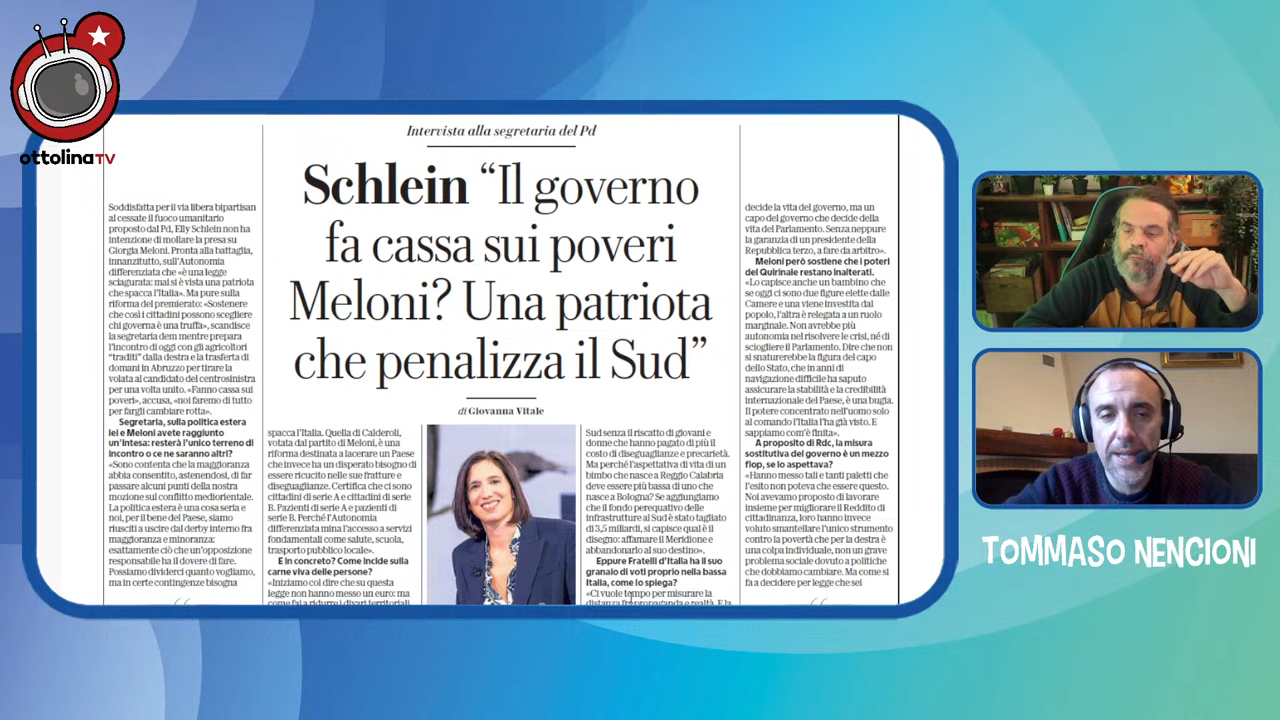 ottolinaTV
Intervista alla segretaria del Pd
Schlein “Il governo
fa cassa sui poveri
Meloni? Una patriota
che penalizza il Sud”
di Giovanna Vitale
Soddisfatta per il via libera bipartisan
al cessate il fuoco umanitario
proposto dal Pd, Elly Schlein non ha
intenzione di mollare la presa su
Giorgia Meloni. Pronta alla battaglia,
innanzitutto, sull'Autonomia
differenziata che «è una legge
sciagurata: mai si è vista una patriota
che spacca l'Italia». Ma pure sulla
riforma del premierato: «Sostenere
che così i cittadini possono scegliere
chi governa è una truffa», scandisce
la segretaria dem mentre prepara
l'incontro di oggi con gli agricoltori
“traditi” dalla destra e la trasferta di
domani in Abruzzo per tirare la
volata al candidato del centrosinistra
per una volta unito. «Fanno cassa sui
poveri», accusa, «noi faremo di tutto
per fargli cambiare rotta».
Segretaria, sulla politica estera
lei e Meloni avete raggiunto
un'intesa: resterà l'unico terreno di
incontro o ce ne saranno altri?
«Sono contenta che la maggioranza
abbia consentito, astenendosi, di far
passare alcuni punti della nostra
mozione sul conflitto mediorientale.
La politica estera è una cosa seria e
noi, per il bene del Paese, siamo
riusciti a uscire dal derby interno fra
maggioranza e minoranza:
esattamente ciò che un'opposizione
responsabile ha il dovere di fare.
Possiamo dividerci quanto vogliamo,
ma in certe contingenze bisogna
spacca l'Italia. Quella di Calderoli,
votata dal partito di Meloni, è una
riforma destinata a lacerare un Paese
che invece ha un disperato bisogno di
essere ricucito nelle sue fratture e
diseguaglianze. Certifica che ci sono
cittadini di serie A e cittadini di serie
B. Pazienti di serie A e pazienti di
serie B. Perché l'Autonomia
differenziata mina l'accesso a servizi
fondamentali come salute, scuola,
trasporto pubblico locale».
E in concreto? Come incide sulla
carne viva delle persone?
«Iniziamo col dire che su questa
legge non hanno messo un euro: ma
come fai a ridurre i divari territoriali
Sud senza il riscatto di giovani e
donne che hanno pagato di più il
costo di diseguaglianze e precarietà.
Ma perché l'aspettativa di vita di un
bimbo che nasce a Reggio Calabria
deve essere più bassa di uno che
nasce a Bologna? Se aggiungiamo
che il fondo perequativo delle
infrastrutture al Sud è stato tagliato
di 3,5 miliardi, si capisce qual è il
disegno: affamare il Meridione e
abbandonarlo al suo destino».
Eppure Fratelli d'Italia ha il suo
granaio di voti proprio nella bassa
Italia, come lo spiega?
«Ci vuole tempo per misurare la
distanza fra propaganda e realtà. E la
decide la vita del governo, ma un
capo del governo che decide della
vita del Parlamento. Senza neppure
la garanzia di un presidente della
Repubblica terzo, a fare da arbitro».
Meloni però sostiene che i poteri
del Quirinale restano inalterati.
«Lo capisce anche un bambino che
se oggi ci sono due figure elette dalle
Camere e una viene investita dal
popolo, l'altra è relegata a un ruolo
marginale. Non avrebbe più
autonomia nel risolvere le crisi, né di
sciogliere il Parlamento. Dire che non
si snaturerebbe la figura del capo
dello Stato, che in anni di
navigazione difficile ha saputo
assicurare la stabilità e la credibilità
internazionale del Paese, è una bugia.
Il potere concentrato nell'uomo solo
al comando l'Italia l'ha già visto. E
sappiamo com'è finita».
A proposito di Rdc, la misura
sostitutiva del governo è un mezzo
flop, se lo aspettava?
«Hanno messo tali e tanti paletti che
l'esito non poteva che essere questo.
Noi avevamo proposto di lavorare
insieme per migliorare il Reddito di
cittadinanza, loro hanno invece
voluto smantellare l'unico strumento
contro la povertà che per la destra è
una colpa individuale, non un grave
problema sociale dovuto a politiche
che dobbiamo cambiare. Ma come si
fa a decidere per legge che sei
TOMMASO NENCIONI